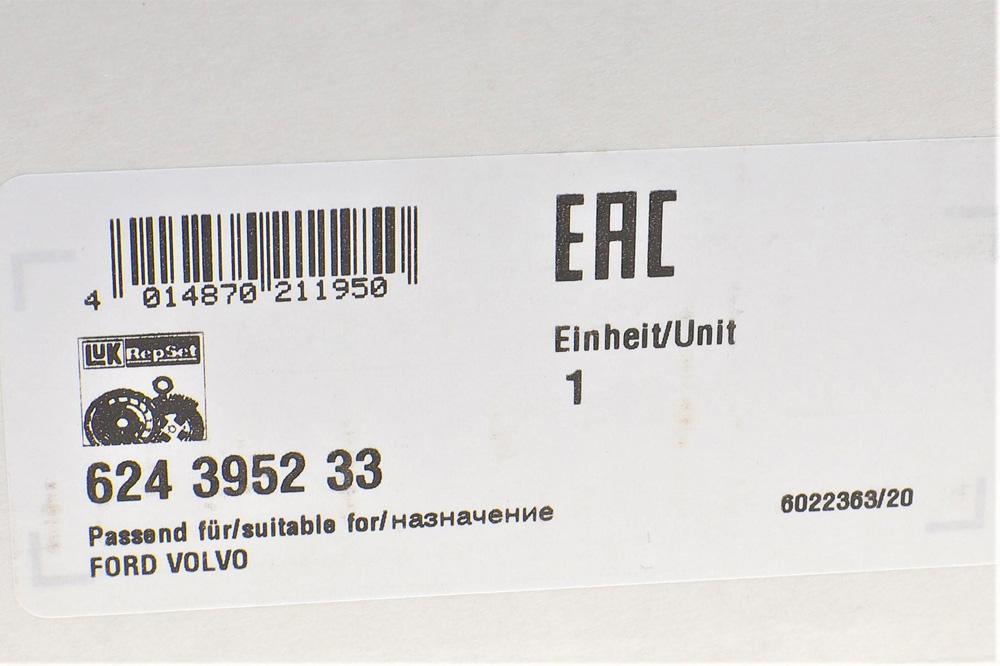 4 014870 211950
EAC
LuK RepSet
Einheit/Unit
1
624 3952 33
Passend für/suitable for/назначение
FORD VOLVO
6022363/20